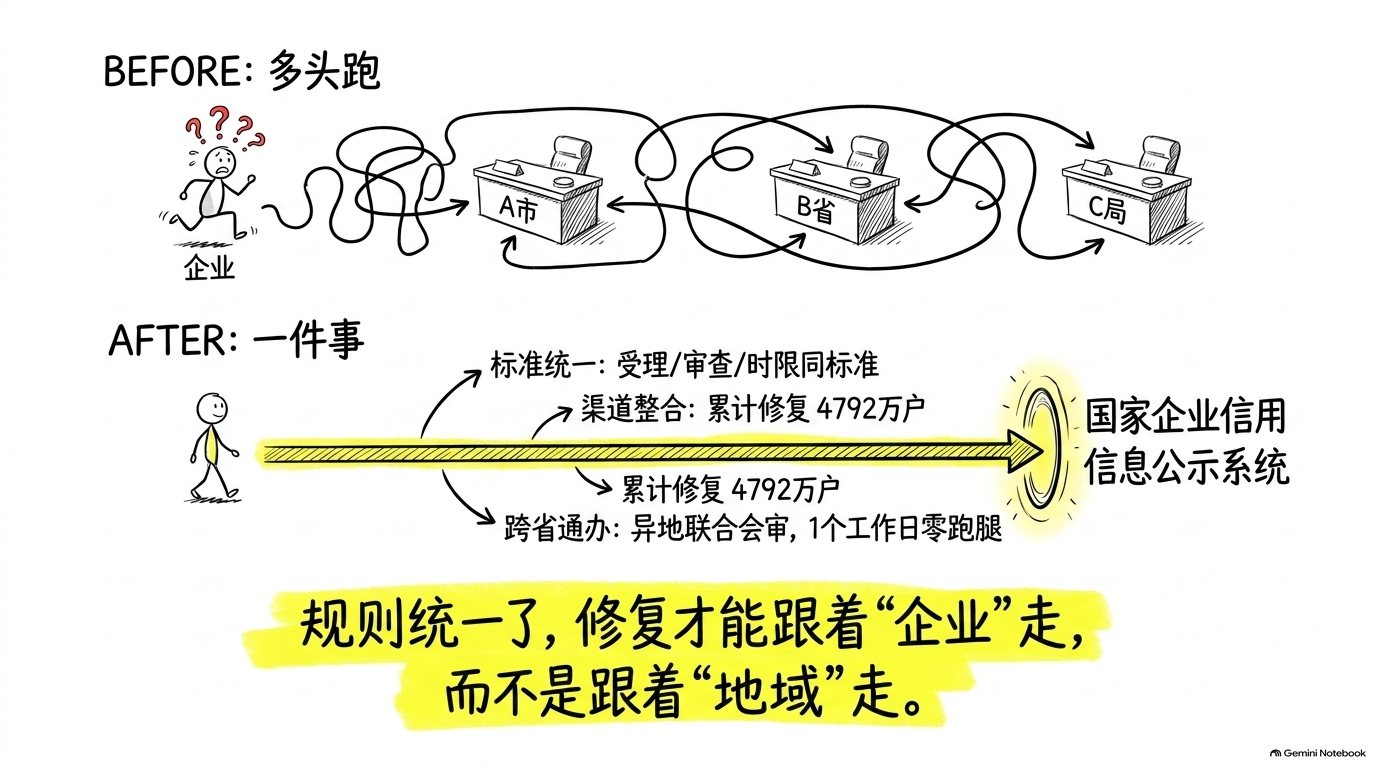 BEFORE: 多头跑
企业
A市
B省
C局
AFTER: 一件事
标准统一: 受理/审查/时限同标准
渠道整合: 累计修复 4792万户
累计修复 4792万户
跨省通办: 异地联合会审, 1个工作日零跑腿
国家企业信用
信息公示系统
规则统一了, 修复才能跟着“企业”走,
而不是跟着“地域”走。
Gemini Notebook